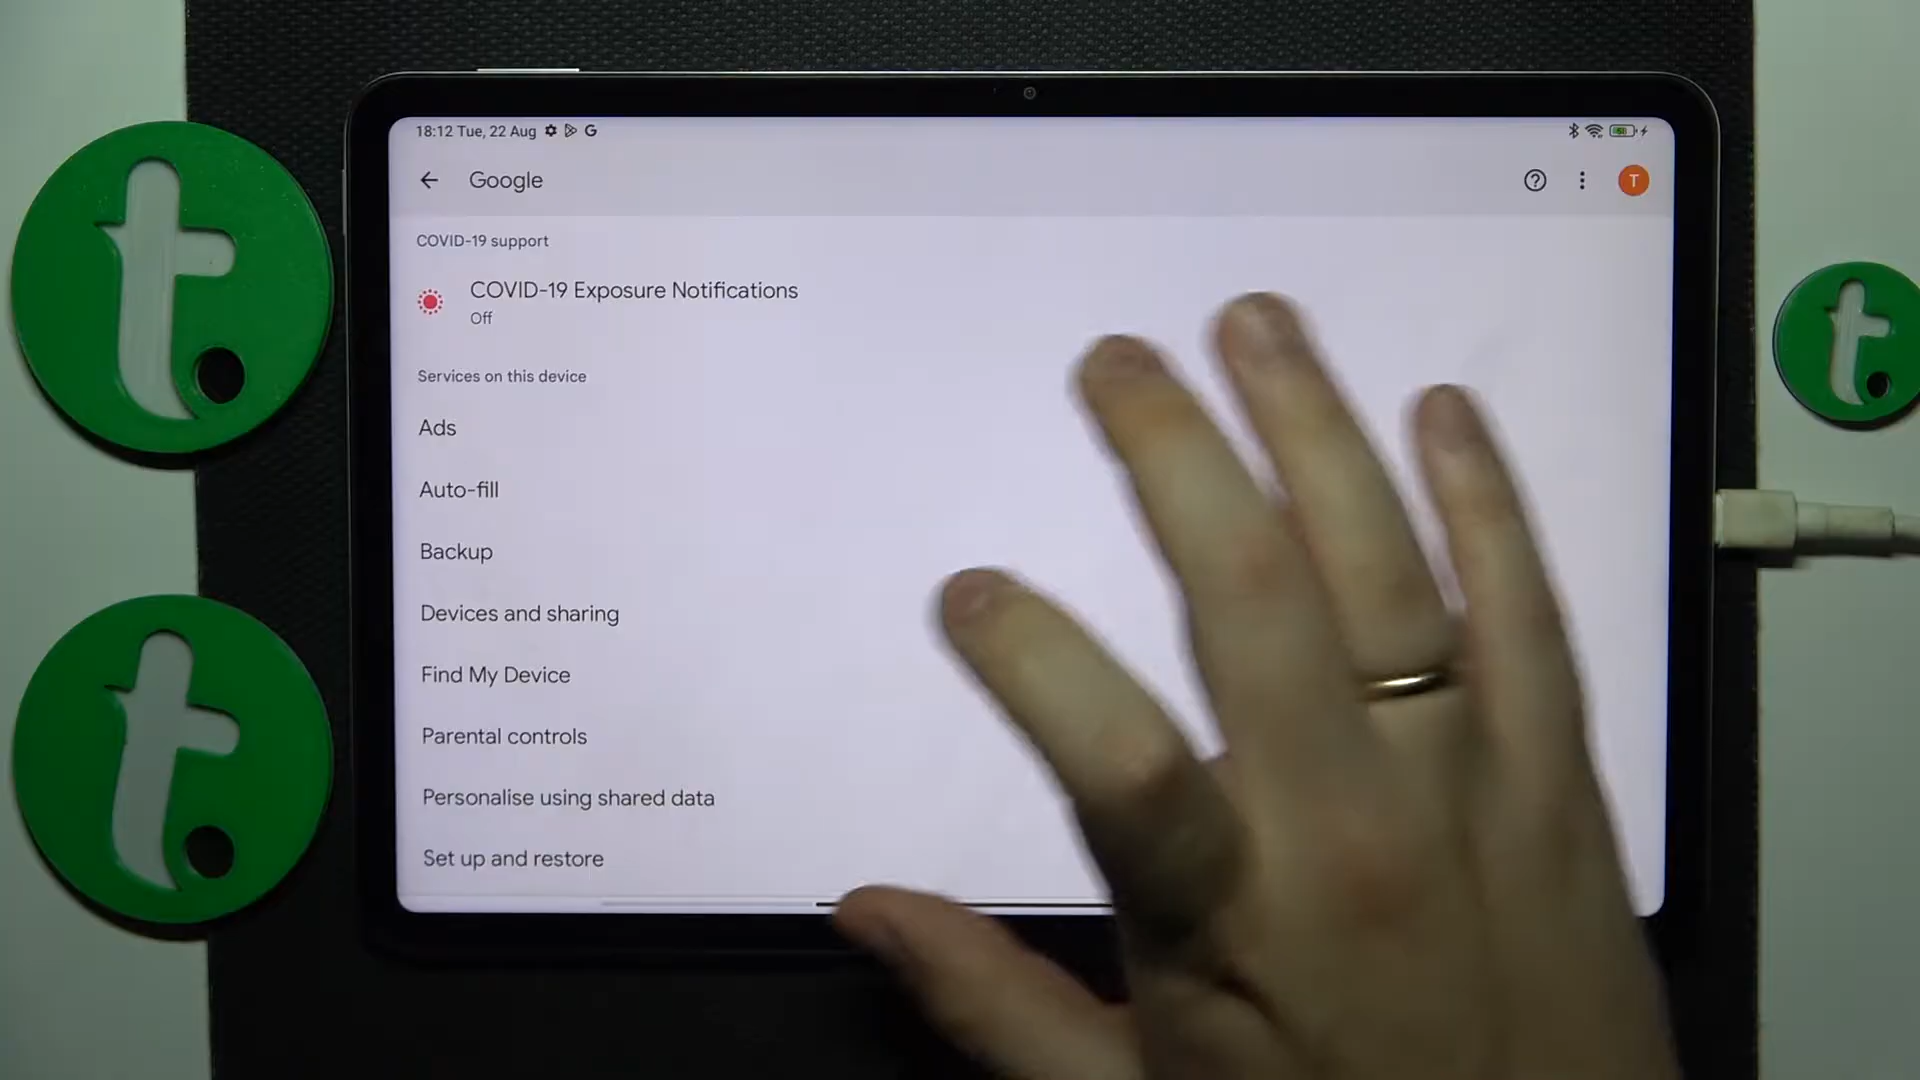 18:12 Tue, 22 Aug G
Google
T
COVID-19 support
COVID-19 Exposure Notifications
Off
Services on this device
Ads
Auto-fill
Backup
Devices and sharing
Find My Device
Parental controls
Personalise using shared data
Set up and restore
t.
t.
t.